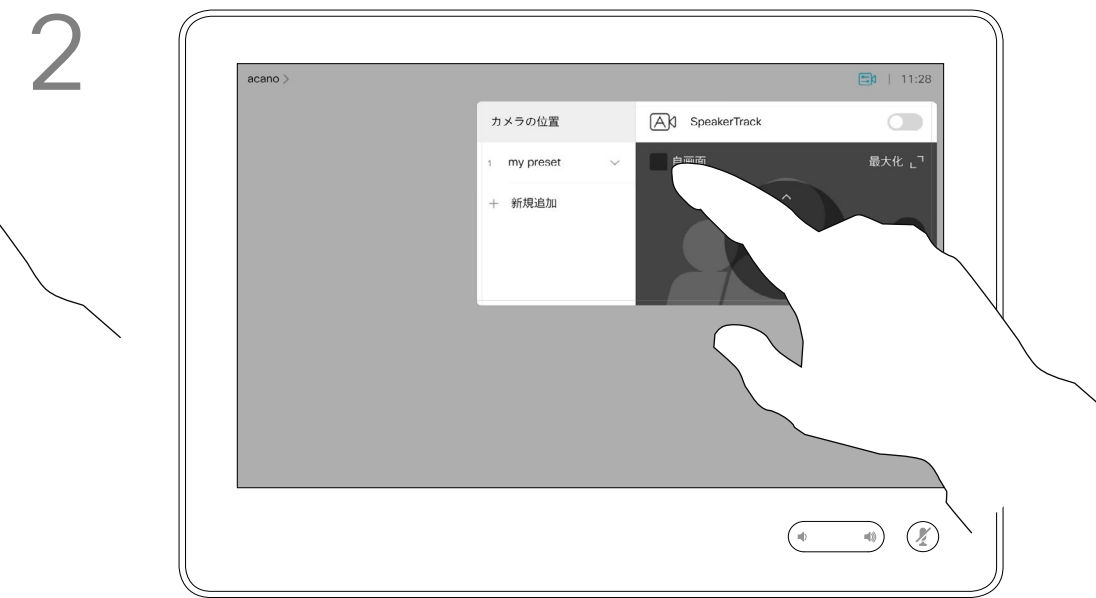 2
acano >
11:28
カメラの位置
A
SpeakerTrack
1 my preset
自画面
最大化
+ 新規追加